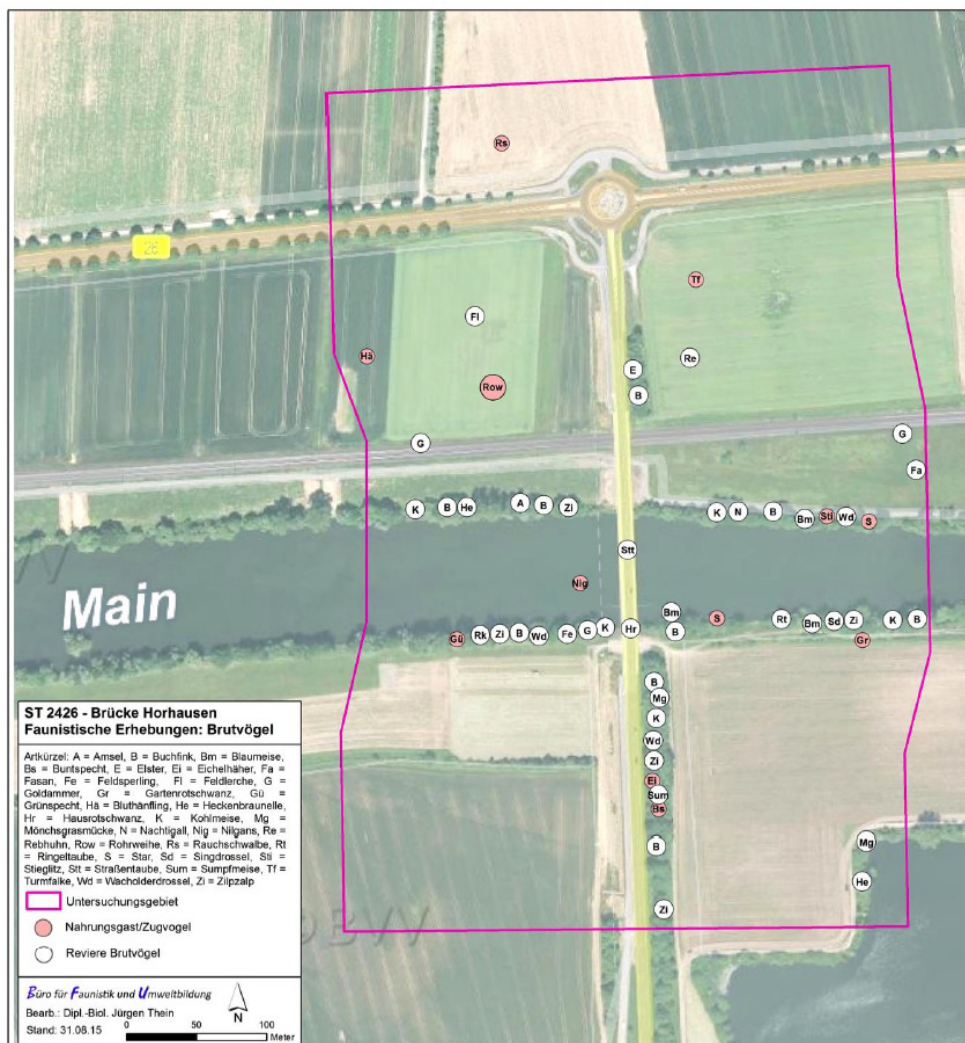 Rs
26
Tf
Fl
Hä
Re
E
Row
B
G
G
Fa
K
B
He
A
B
Zi
K
N
B
Bm
Sti
Wd
S
Stt
Nig
Main
Bm
S
Rt
Bm
Sd
Zi
K
B
Gü
Rk
Zi
B
Wd
Fe
G
K
Hr
B
Gr
B
Mg
K
Wd
Zi
Ei
Sum
Bs
B
Mg
He
Zi
ST 2426 - Brücke Horhausen
Faunistische Erhebungen: Brutvögel
Artkürzel: A = Amsel, B = Buchfink, Bm = Blaumeise,
Bs = Buntspecht, E = Elster, Ei = Eichelhäher, Fa =
Fasan, Fe = Feldsperling, Fl = Feldlerche, G =
Goldammer, Gr = Gartenrotschwanz, Gü =
Grünspecht, Hä = Bluthänfling, He = Heckenbraunelle,
Hr = Hausrotschwanz, K = Kohlmeise, Mg =
Mönchsgrasmücke, N = Nachtigall, Nig = Nilgans, Re =
Rebhuhn, Row = Rohrweihe, Rs = Rauchschwalbe, Rt
= Ringeltaube, S = Star, Sd = Singdrossel, Sti =
Stieglitz, Stt = Straßentaube, Sum = Sumpfmeise, Tf =
Turmfalke, Wd = Wacholderdrossel, Zi = Zilpzalp
Untersuchungsgebiet
Nahrungsgast/Zugvogel
Reviere Brutvögel
Büro für Faunistik und Umweltbildung
Bearb.: Dipl.-Biol. Jürgen Thein
Stand: 31.08.15
N
0 50 100
Meter